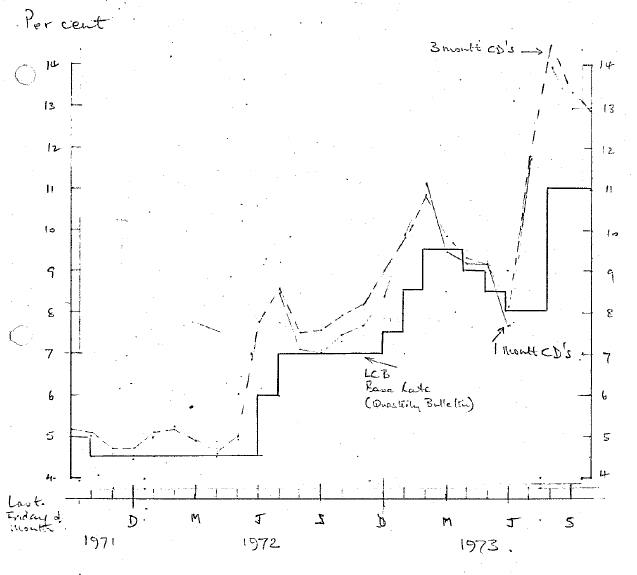 Per cent
3 month CD's
14 14
13 13
12 12
11 11
10 10
9 9
8 8
1 month CD's
7 7
LCB
Base Rate
(Quarterly Bulletin)
6 6
5 5
4 4
Last
Friday of
month
D M J S D M J S
1971 1972 1973.